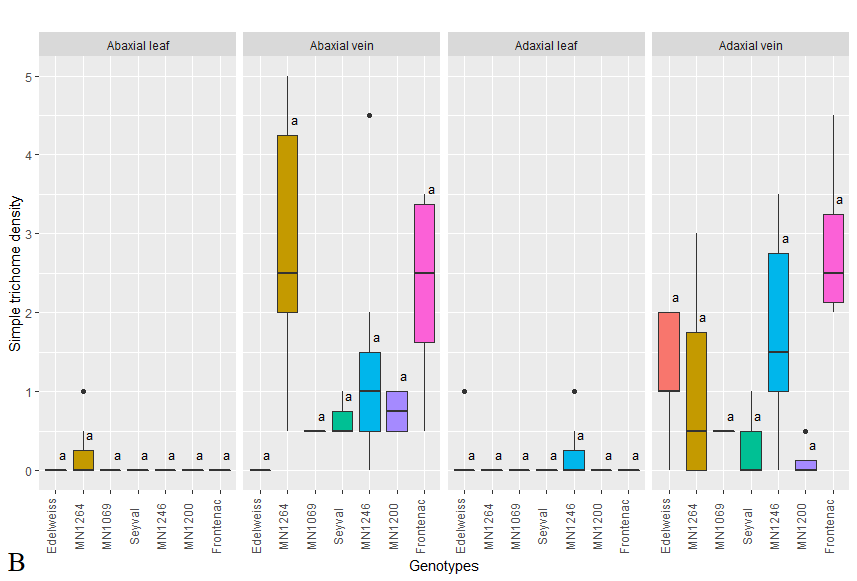 Abaxial leaf Abaxial vein Adaxial leaf Adaxial vein
Simple trichome density
5
4
3
2
1
0
a a a a a a a
a a a a a a
a a a a a a a
a a a a a a a
Edelweiss MN1264 MN1069 Seyval MN1246 MN1200 Frontenac
Edelweiss MN1264 MN1069 Seyval MN1246 MN1200 Frontenac
Edelweiss MN1264 MN1069 Seyval MN1246 MN1200 Frontenac
Edelweiss MN1264 MN1069 Seyval MN1246 MN1200 Frontenac
Genotypes
B